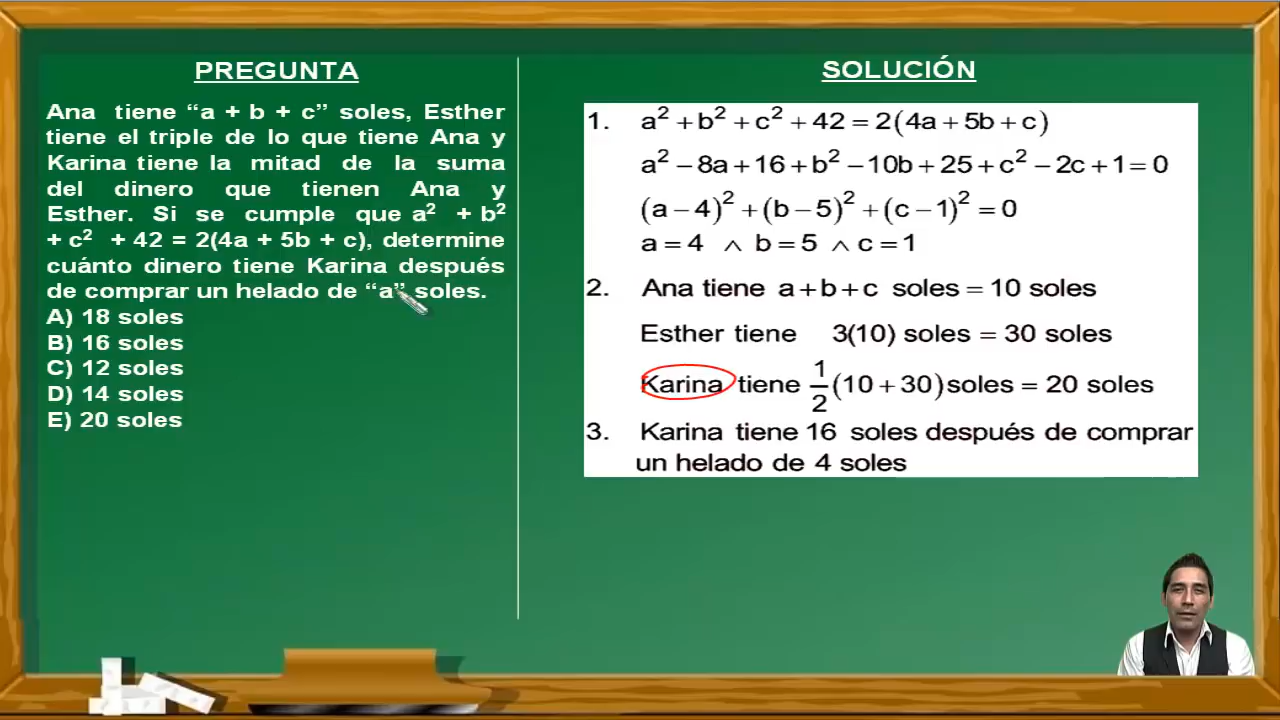 PREGUNTA
Ana tiene “a + b + c” soles, Esther
tiene el triple de lo que tiene Ana y
Karina tiene la mitad de la suma
del dinero que tienen Ana y
Esther. Si se cumple que a² + b²
+ c² + 42 = 2(4a + 5b + c), determine
cuánto dinero tiene Karina después
de comprar un helado de “a” soles.
A) 18 soles
B) 16 soles
C) 12 soles
D) 14 soles
E) 20 soles
SOLUCIÓN
1. a² + b² + c² + 42 = 2(4a + 5b + c)
a² − 8a + 16 + b² − 10b + 25 + c² − 2c + 1 = 0
(a − 4)² + (b − 5)² + (c − 1)² = 0
a = 4 ∧ b = 5 ∧ c = 1
2. Ana tiene a + b + c soles = 10 soles
Esther tiene 3(10) soles = 30 soles
Karina tiene 1/2 (10 + 30) soles = 20 soles
3. Karina tiene 16 soles después de comprar
un helado de 4 soles